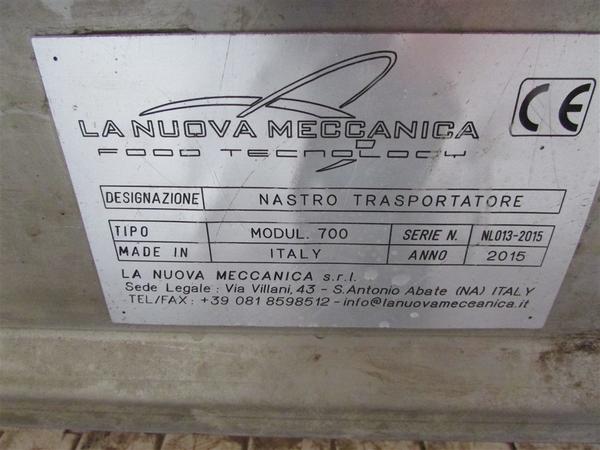 LA NUOVA MECCANICA
FOOD TECNOLOGY
CE
DESIGNAZIONE NASTRO TRASPORTATORE
TIPO MODUL. 700 SERIE N. NL013-2015
MADE IN ITALY ANNO 2015
LA NUOVA MECCANICA s.r.l.
Sede Legale : Via Villani, 43 - S.Antonio Abate (NA) ITALY
TEL/FAX : +39 081 8598512 - info@lanuovameccanica.it